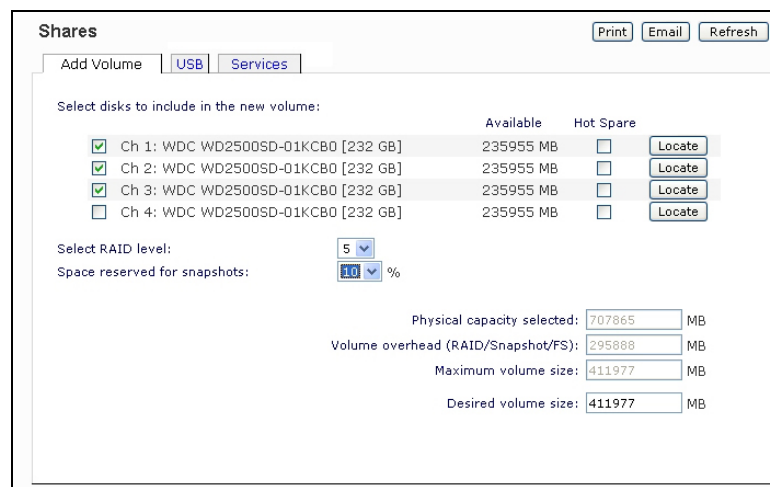 Shares
Print Email Refresh
Add Volume USB Services
Select disks to include in the new volume:
Available Hot Spare
Ch 1: WDC WD2500SD-01KCB0 [232 GB] 235955 MB Locate
Ch 2: WDC WD2500SD-01KCB0 [232 GB] 235955 MB Locate
Ch 3: WDC WD2500SD-01KCB0 [232 GB] 235955 MB Locate
Ch 4: WDC WD2500SD-01KCB0 [232 GB] 235955 MB Locate
Select RAID level: 5
Space reserved for snapshots: 10 %
Physical capacity selected: 707865 MB
Volume overhead (RAID/Snapshot/FS): 295888 MB
Maximum volume size: 411977 MB
Desired volume size: 411977 MB